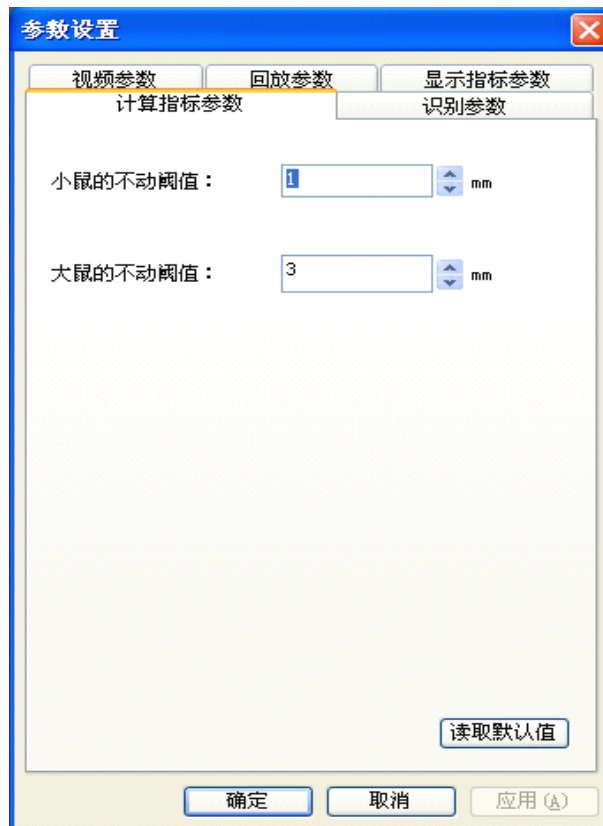 参数设置
视频参数 回放参数 显示指标参数
计算指标参数 识别参数
小鼠的不动阈值： 1 mm
大鼠的不动阈值： 3 mm
读取默认值
确定 取消 应用(A)